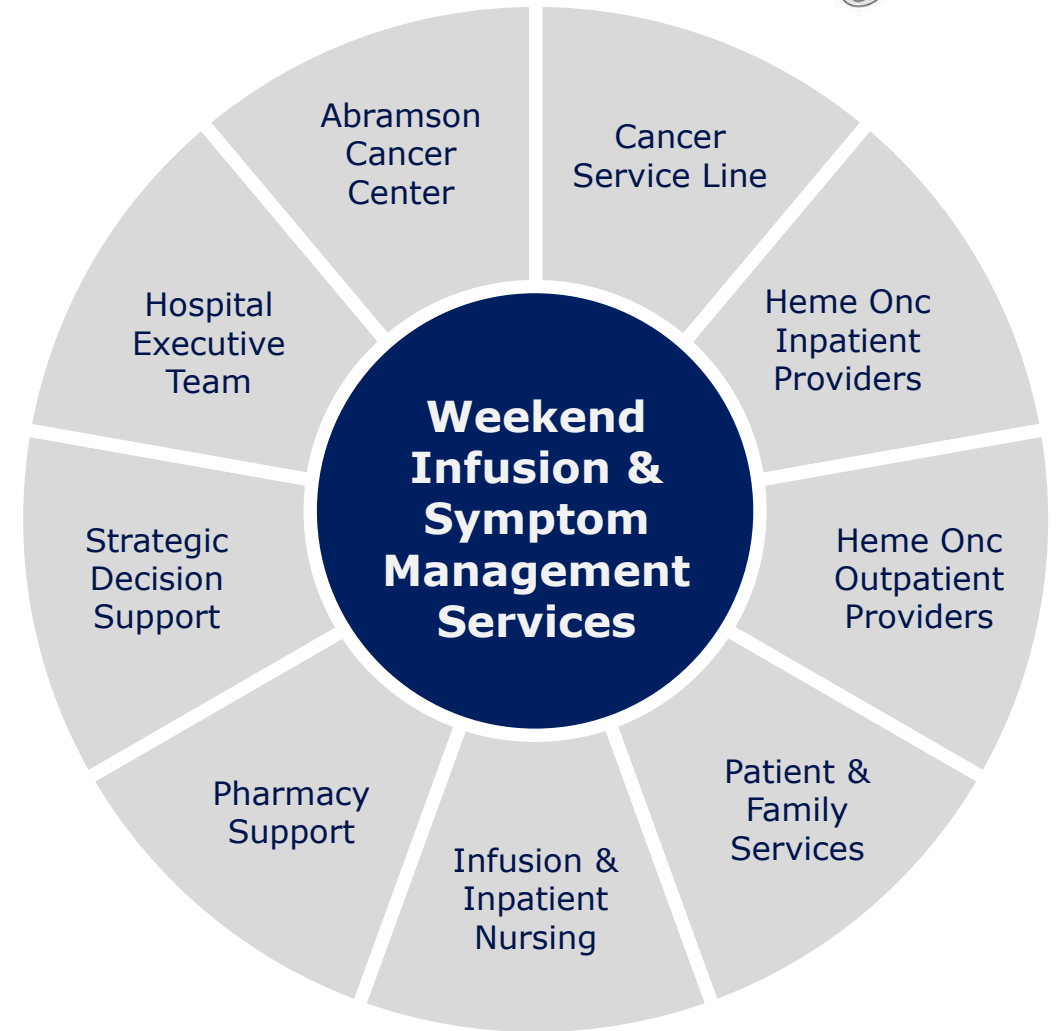 Abramson
Cancer
Center
Cancer
Service Line
Heme Onc
Inpatient
Providers
Heme Onc
Outpatient
Providers
Patient &
Family
Services
Infusion &
Inpatient
Nursing
Pharmacy
Support
Strategic
Decision
Support
Hospital
Executive
Team
Weekend
Infusion &
Symptom
Management
Services